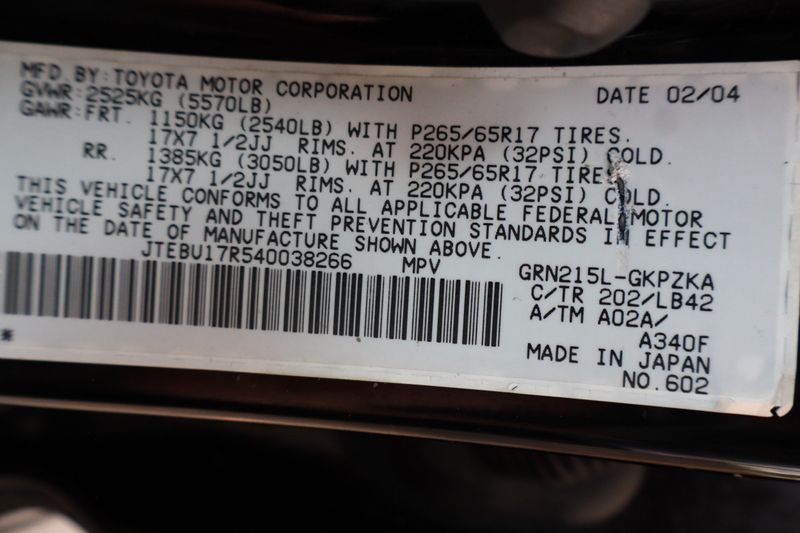 MFD.BY:TOYOTA MOTOR CORPORATION DATE 02/04
GVWR:2525KG (5570LB)
GAWR:FRT. 1150KG (2540LB) WITH P265/65R17 TIRES.
17X7 1/2JJ RIMS. AT 220KPA (32PSI) COLD.
RR. 1385KG (3050LB) WITH P265/65R17 TIRES.
17X7 1/2JJ RIMS. AT 220KPA (32PSI) COLD.
THIS VEHICLE CONFORMS TO ALL APPLICABLE FEDERAL MOTOR
VEHICLE SAFETY AND THEFT PREVENTION STANDARDS IN EFFECT
ON THE DATE OF MANUFACTURE SHOWN ABOVE.
JTEBU17R540038266 MPV GRN215L-GKPZKA
C/TR 202/LB42
A/TM A02A/
A340F
MADE IN JAPAN
NO.602